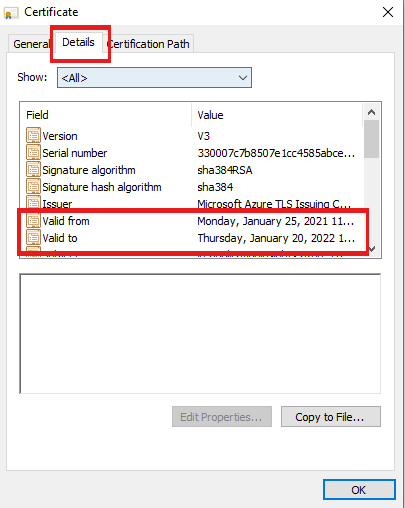 Certificate
General Details Certification Path
Show: <All>
Field Value
Version V3
Serial number 330007c7b8507e1cc4585abce...
Signature algorithm sha384RSA
Signature hash algorithm sha384
Issuer Microsoft Azure TLS Issuing C...
Valid from Monday, January 25, 2021 11...
Valid to Thursday, January 20, 2022 1...
Edit Properties... Copy to File...
OK